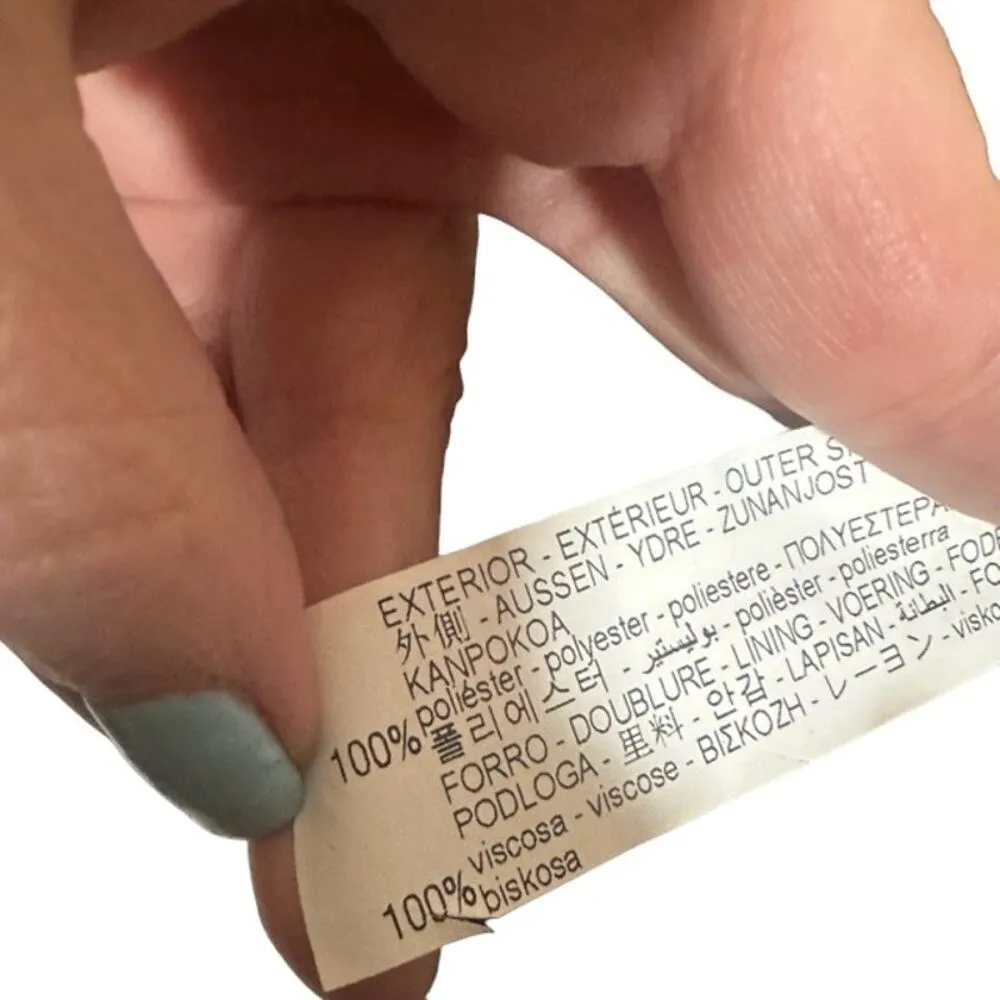 EXTERIOR - EXTÉRIEUR - OUTER
外側 - AUSSEN - YDRE - ZUNANJOST
KANPOKOA
100% poliéster - polyester - poliestere - ΠΟΛΥΕΣΤΕΡΑ
폴리에스터 - بوليستير - polièster - poliesterra
FORRO - DOUBLURE - LINING - VOERING
PODLOGA - 里料 - 안감 - LAPISAN - البطانة
100% viscosa - viscose - ΒΙΣΚΟΖΗ - レーヨン
biskosa